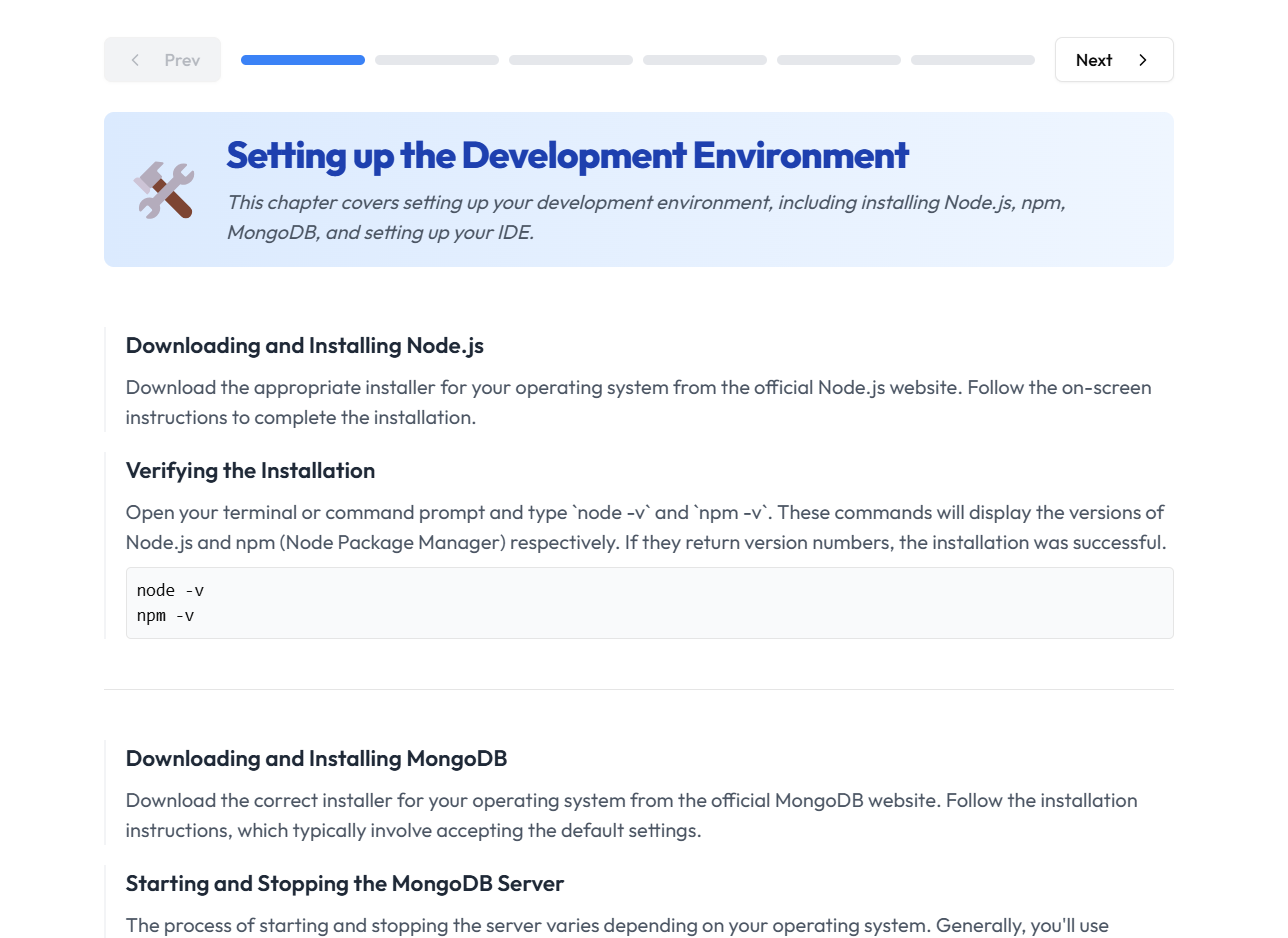 Prev
Next
Setting up the Development Environment
This chapter covers setting up your development environment, including installing Node.js, npm,
MongoDB, and setting up your IDE.
Downloading and Installing Node.js
Download the appropriate installer for your operating system from the official Node.js website. Follow the on-screen
instructions to complete the installation.
Verifying the Installation
Open your terminal or command prompt and type `node -v` and `npm -v`. These commands will display the versions of
Node.js and npm (Node Package Manager) respectively. If they return version numbers, the installation was successful.
node -v
npm -v
Downloading and Installing MongoDB
Download the correct installer for your operating system from the official MongoDB website. Follow the installation
instructions, which typically involve accepting the default settings.
Starting and Stopping the MongoDB Server
The process of starting and stopping the server varies depending on your operating system. Generally, you'll use